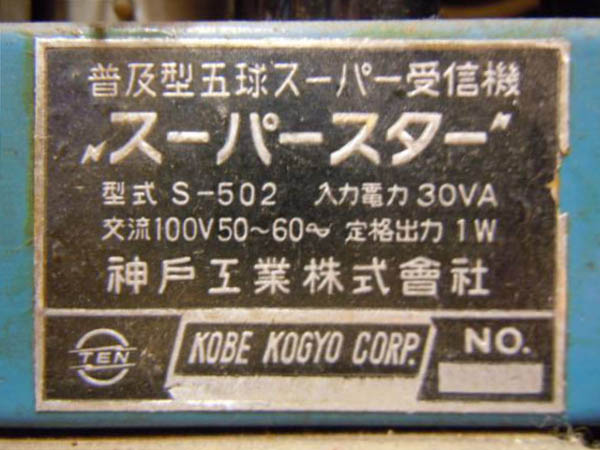 普及型五球スーパー受信機
"スーパースター"
型式 S-502 入力電力 30VA
交流100V 50～60～ 定格出力 1W
神戸工業株式會社
TEN
KOBE KOGYO CORP.
NO.